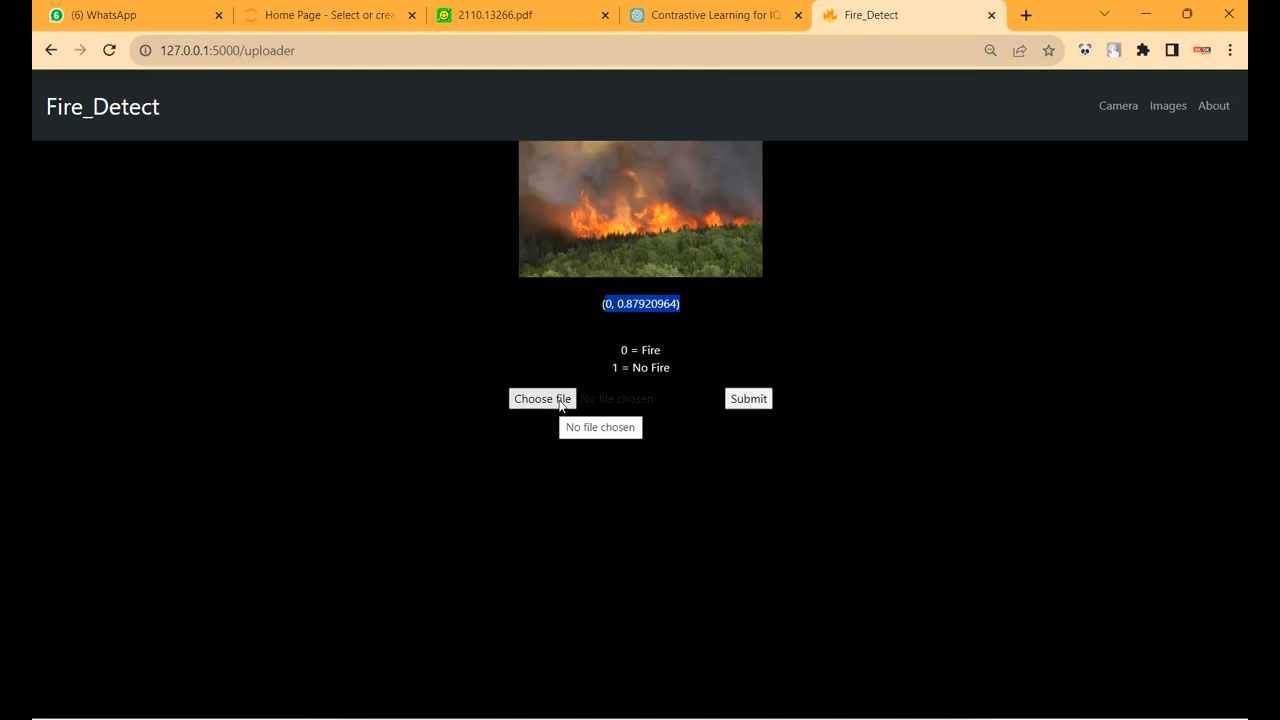 6 (6) WhatsApp
Home Page - Select or crea
2110.13266.pdf
Contrastive Learning for IQ
Fire_Detect
127.0.0.1:5000/uploader
Fire_Detect
Camera Images About
(0, 0.87920964)
0 = Fire
1 = No Fire
Choose file No file chosen Submit
No file chosen